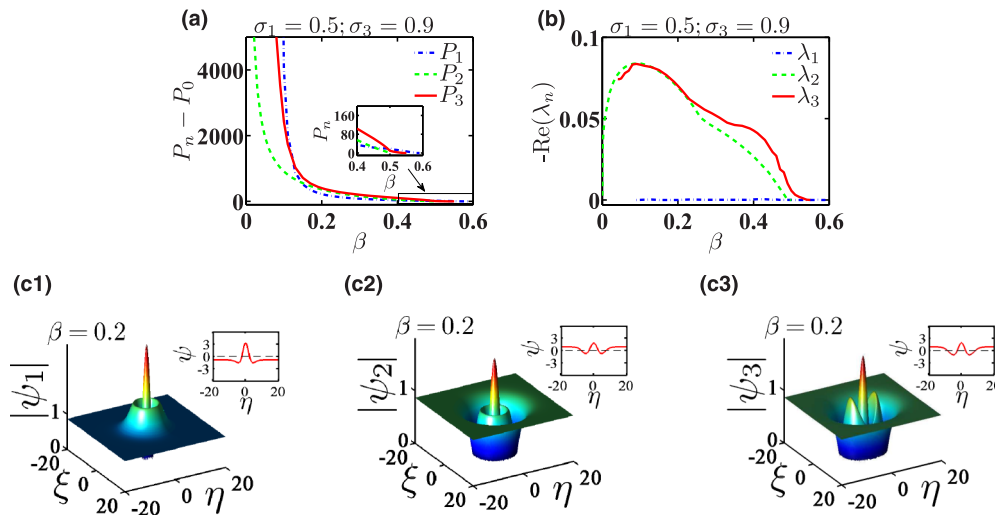 (a)
σ₁ = 0.5; σ₃ = 0.9
Pₙ − P₀
4000
2000
0
0 0.2 0.4 0.6
β
P₁
P₂
P₃
Pₙ
160
80
0
0.4 0.5 0.6
β
(b)
σ₁ = 0.5; σ₃ = 0.9
-Re(λₙ)
0.1
0.05
0
0 0.2 0.4 0.6
β
λ₁
λ₂
λ₃
(c1)
β = 0.2
|ψ₁|
1
0
-20
0
20
ξ
-20
0
20
η
ψ
3
0
-3
-20 0 20
η
(c2)
β = 0.2
|ψ₂|
1
0
-20
0
20
ξ
-20
0
20
η
ψ
3
0
-3
-20 0 20
η
(c3)
β = 0.2
|ψ₃|
1
0
-20
0
20
ξ
-20
0
20
η
ψ
3
0
-3
-20 0 20
η